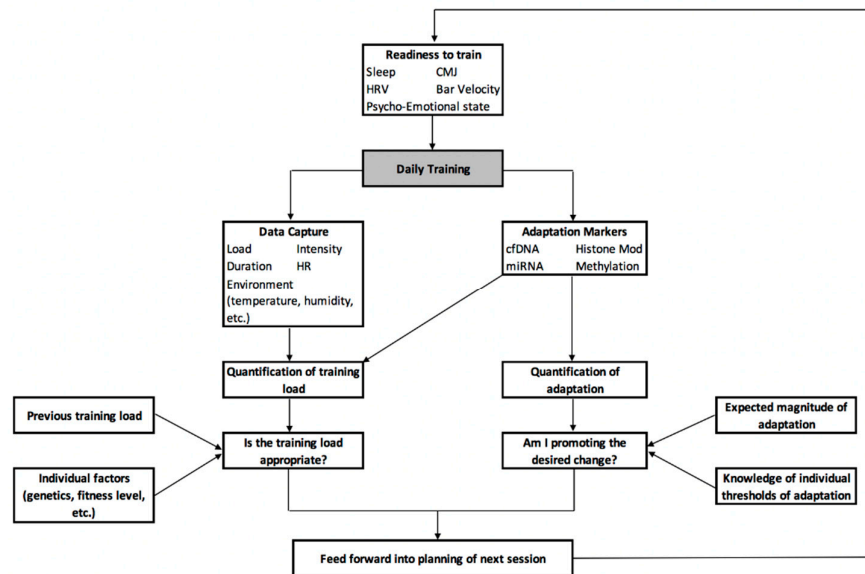 Readiness to train
Sleep CMJ
HRV Bar Velocity
Psycho-Emotional state
Daily Training
Data Capture
Load Intensity
Duration HR
Environment
(temperature, humidity,
etc.)
Adaptation Markers
cfDNA Histone Mod
miRNA Methylation
Quantification of training
load
Quantification of
adaptation
Previous training load
Individual factors
(genetics, fitness level,
etc.)
Is the training load
appropriate?
Am I promoting the
desired change?
Expected magnitude of
adaptation
Knowledge of individual
thresholds of adaptation
Feed forward into planning of next session